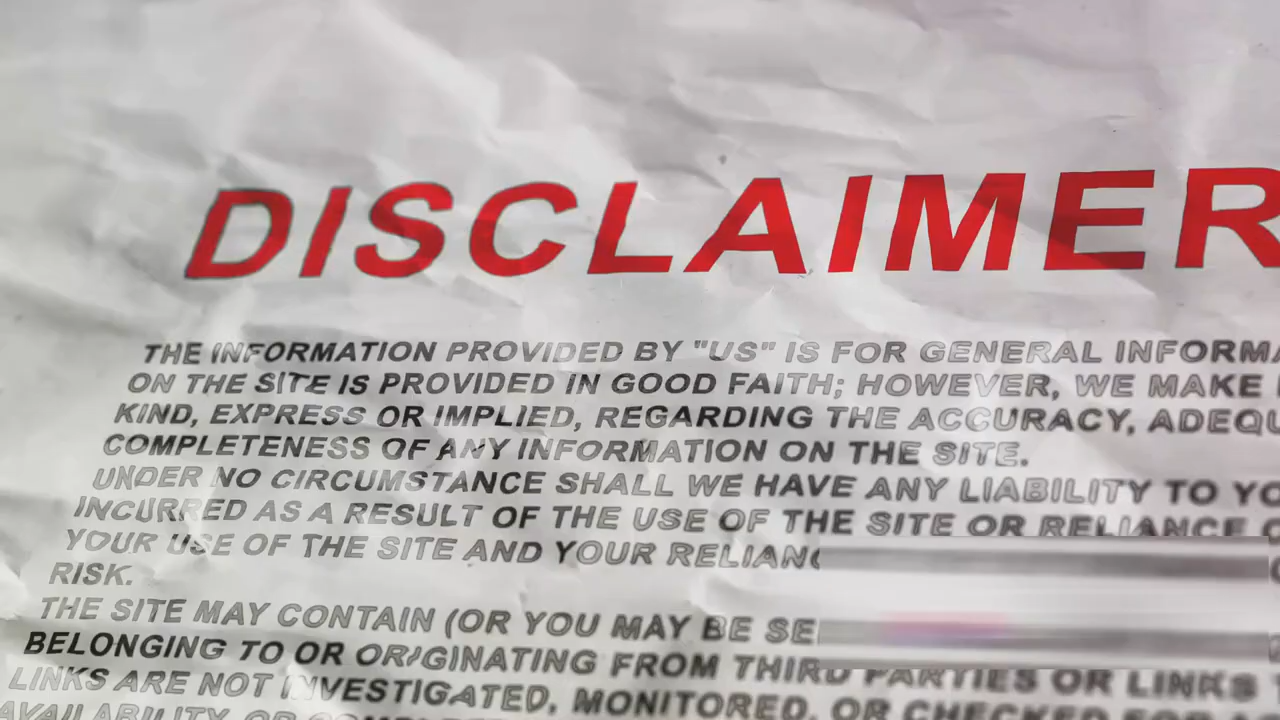 DISCLAIMER
THE INFORMATION PROVIDED BY "US" IS FOR GENERAL
ON THE SITE IS PROVIDED IN GOOD FAITH; HOWEVER, WE MAKE
KIND, EXPRESS OR IMPLIED, REGARDING THE ACCURACY,
COMPLETENESS OF ANY INFORMATION ON THE SITE.
UNDER NO CIRCUMSTANCE SHALL WE HAVE ANY LIABILITY TO
INCURRED AS A RESULT OF THE USE OF THE SITE OR RELIANCE
YOUR USE OF THE SITE AND YOUR
RISK.
THE SITE MAY CONTAIN (OR YOU MAY BE
BELONGING TO OR ORIGINATING FROM THIRD PARTIES OR LINKS
LINKS ARE NOT INVESTIGATED, MONITORED, OR CHECKED FOR
AVAILABILITY, OR